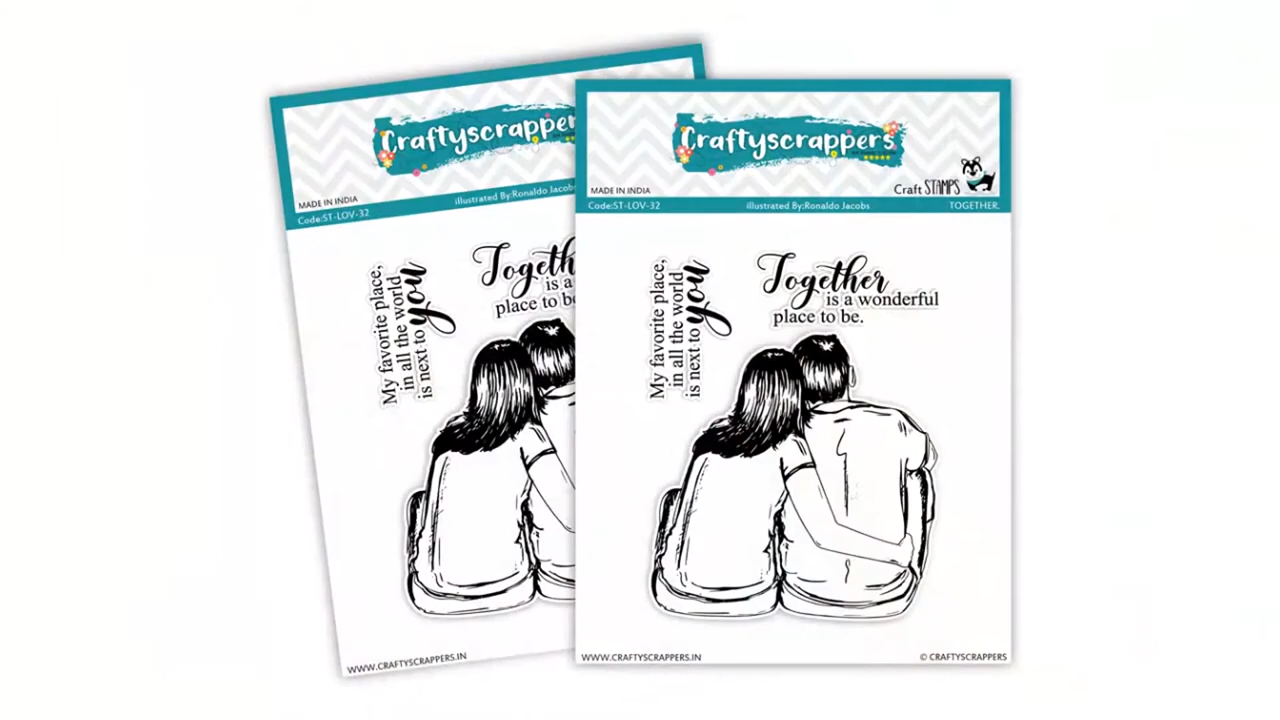 Craftyscrappers
MADE IN INDIA
Code:ST-LOV-32
illustrated By:Ronaldo Jacobs
My favorite place,
in all the world
is next to you
Togeth
is a
place to be
WWW.CRAFTYSCRAPPERS.IN
Craftyscrappers
MADE IN INDIA
Craft STAMPS
Code:ST-LOV-32
illustrated By:Ronaldo Jacobs
TOGETHER.
My favorite place,
in all the world
is next to you
Together
is a wonderful
place to be.
WWW.CRAFTYSCRAPPERS.IN
© CRAFTYSCRAPPERS